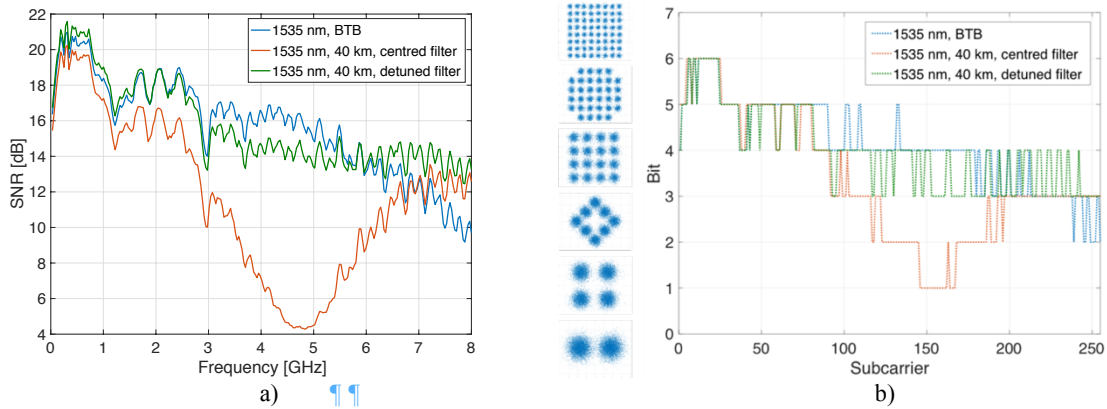 22
20
18
16
14
12
10
8
6
4
SNR [dB]
0 1 2 3 4 5 6 7 8
Frequency [GHz]
1535 nm, BTB
1535 nm, 40 km, centred filter
1535 nm, 40 km, detuned filter
a) ¶ ¶
7
6
5
4
3
2
1
0
Bit
0 50 100 150 200 250
Subcarrier
1535 nm, BTB
1535 nm, 40 km, centred filter
1535 nm, 40 km, detuned filter
b)